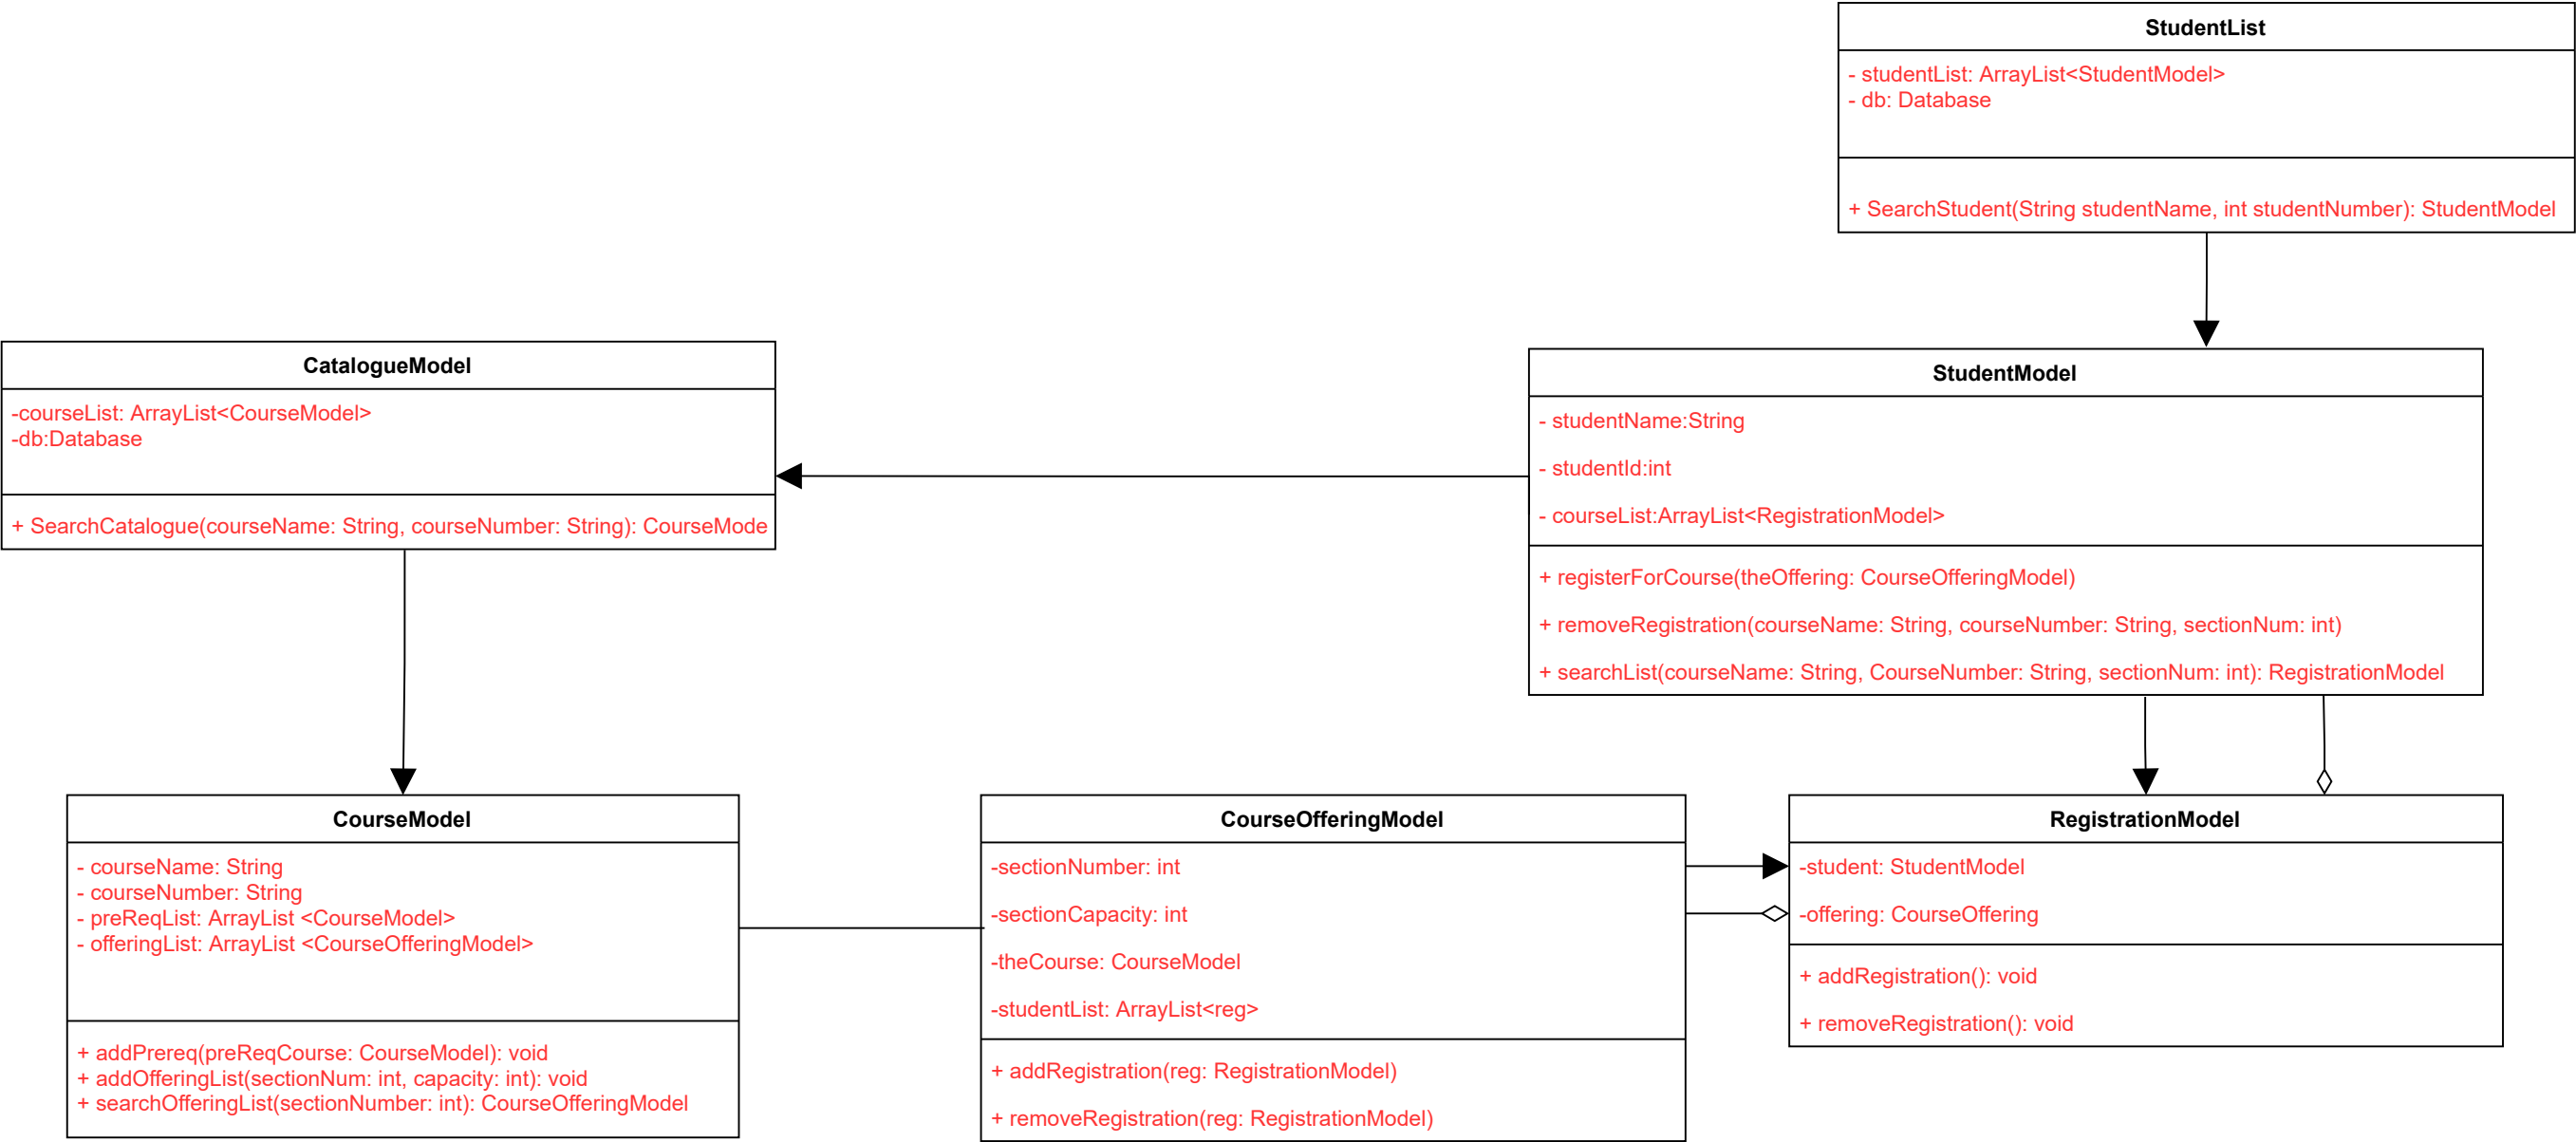 StudentList
- studentList: ArrayList<StudentModel>
- db: Database
+ SearchStudent(String studentName, int studentNumber): StudentModel
CatalogueModel
-courseList: ArrayList<CourseModel>
-db:Database
+ SearchCatalogue(courseName: String, courseNumber: String): CourseMode
StudentModel
- studentName:String
- studentId:int
- courseList:ArrayList<RegistrationModel>
+ registerForCourse(theOffering: CourseOfferingModel)
+ removeRegistration(courseName: String, courseNumber: String, sectionNum: int)
+ searchList(courseName: String, CourseNumber: String, sectionNum: int): RegistrationModel
CourseModel
- courseName: String
- courseNumber: String
- preReqList: ArrayList <CourseModel>
- offeringList: ArrayList <CourseOfferingModel>
+ addPrereq(preReqCourse: CourseModel): void
+ addOfferingList(sectionNum: int, capacity: int): void
+ searchOfferingList(sectionNumber: int): CourseOfferingModel
CourseOfferingModel
-sectionNumber: int
-sectionCapacity: int
-theCourse: CourseModel
-studentList: ArrayList<reg>
+ addRegistration(reg: RegistrationModel)
+ removeRegistration(reg: RegistrationModel)
RegistrationModel
-student: StudentModel
-offering: CourseOffering
+ addRegistration(): void
+ removeRegistration(): void